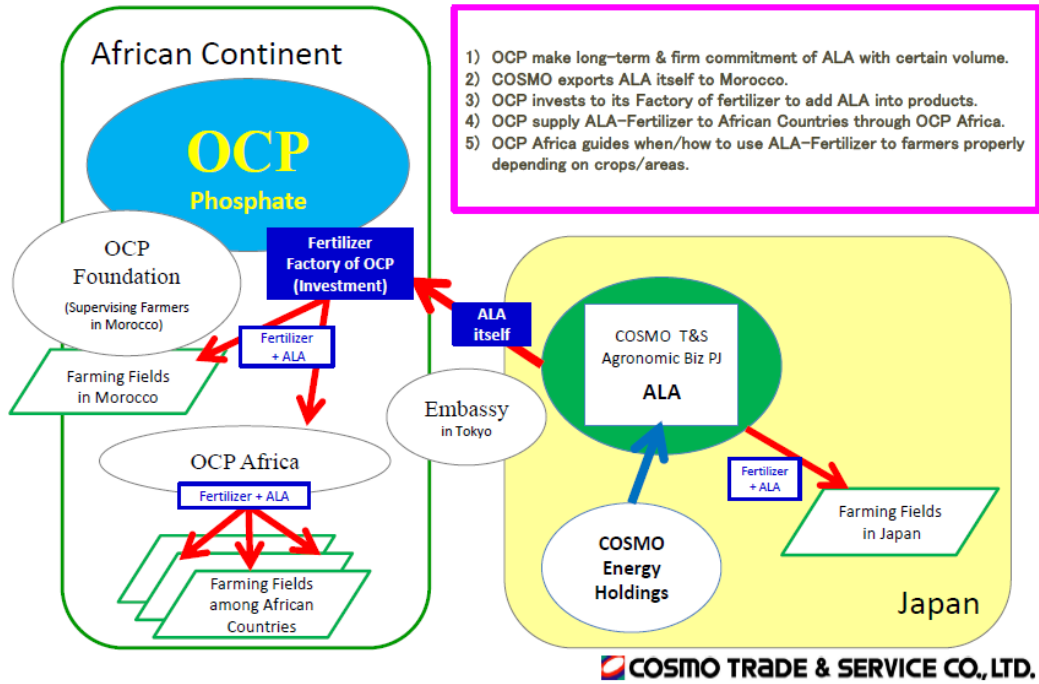 African Continent
OCP
Phosphate
OCP
Foundation
(Supervising Farmers
in Morocco)
Fertilizer
Factory of OCP
(Investment)
Fertilizer
+ ALA
Farming Fields
in Morocco
OCP Africa
Fertilizer + ALA
Farming Fields
among African
Countries
1) OCP make long-term & firm commitment of ALA with certain volume.
2) COSMO exports ALA itself to Morocco.
3) OCP invests to its Factory of fertilizer to add ALA into products.
4) OCP supply ALA-Fertilizer to African Countries through OCP Africa.
5) OCP Africa guides when/how to use ALA-Fertilizer to farmers properly
depending on crops/areas.
ALA
itself
Embassy
in Tokyo
COSMO T&S
Agronomic Biz PJ
ALA
COSMO
Energy
Holdings
Fertilizer
+ ALA
Farming Fields
in Japan
Japan
COSMO TRADE & SERVICE CO., LTD.